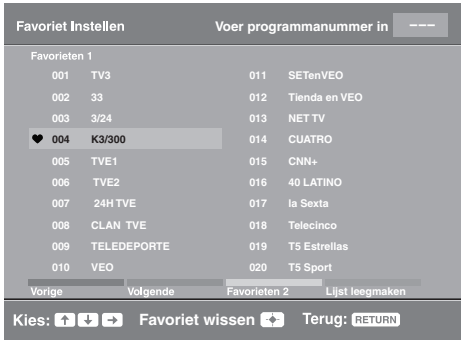 Favoriet Instellen Voer programmanummer in ---
Favorieten 1
001 TV3 011 SETenVEO
002 33 012 Tienda en VEO
003 3/24 013 NET TV
004 K3/300 014 CUATRO
005 TVE1 015 CNN+
006 TVE2 016 40 LATINO
007 24H TVE 017 la Sexta
008 CLAN TVE 018 Telecinco
009 TELEDEPORTE 019 T5 Estrellas
010 VEO 020 T5 Sport
Vorige Volgende Favorieten 2 Lijst leegmaken
Kies: ↑ ↓ → Favoriet wissen Terug: RETURN